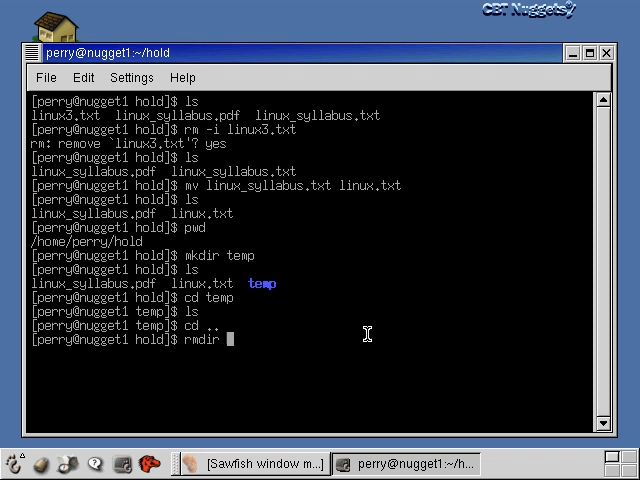 CBT Nuggets
perry@nugget1:~/hold
File Edit Settings Help
[perry@nugget1 hold]$ ls
linux3.txt  linux_syllabus.pdf  linux_syllabus.txt
[perry@nugget1 hold]$ rm -i linux3.txt
rm: remove `linux3.txt'? yes
[perry@nugget1 hold]$ ls
linux_syllabus.pdf  linux_syllabus.txt
[perry@nugget1 hold]$ mv linux_syllabus.txt linux.txt
[perry@nugget1 hold]$ ls
linux_syllabus.pdf  linux.txt
[perry@nugget1 hold]$ pwd
/home/perry/hold
[perry@nugget1 hold]$ mkdir temp
[perry@nugget1 hold]$ ls
linux_syllabus.pdf  linux.txt  temp
[perry@nugget1 hold]$ cd temp
[perry@nugget1 temp]$ ls
[perry@nugget1 temp]$ cd ..
[perry@nugget1 hold]$ rmdir
[Sawfish window m...] perry@nugget1:~/h...